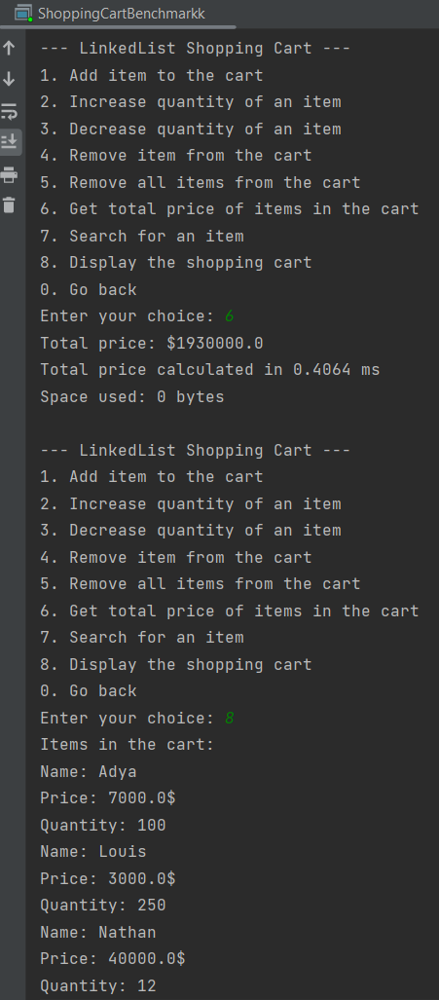 ShoppingCartBenchmarkk
--- LinkedList Shopping Cart ---
1. Add item to the cart
2. Increase quantity of an item
3. Decrease quantity of an item
4. Remove item from the cart
5. Remove all items from the cart
6. Get total price of items in the cart
7. Search for an item
8. Display the shopping cart
0. Go back
Enter your choice: 6
Total price: $1930000.0
Total price calculated in 0.4064 ms
Space used: 0 bytes
--- LinkedList Shopping Cart ---
1. Add item to the cart
2. Increase quantity of an item
3. Decrease quantity of an item
4. Remove item from the cart
5. Remove all items from the cart
6. Get total price of items in the cart
7. Search for an item
8. Display the shopping cart
0. Go back
Enter your choice: 8
Items in the cart:
Name: Adya
Price: 7000.0$
Quantity: 100
Name: Louis
Price: 3000.0$
Quantity: 250
Name: Nathan
Price: 40000.0$
Quantity: 12